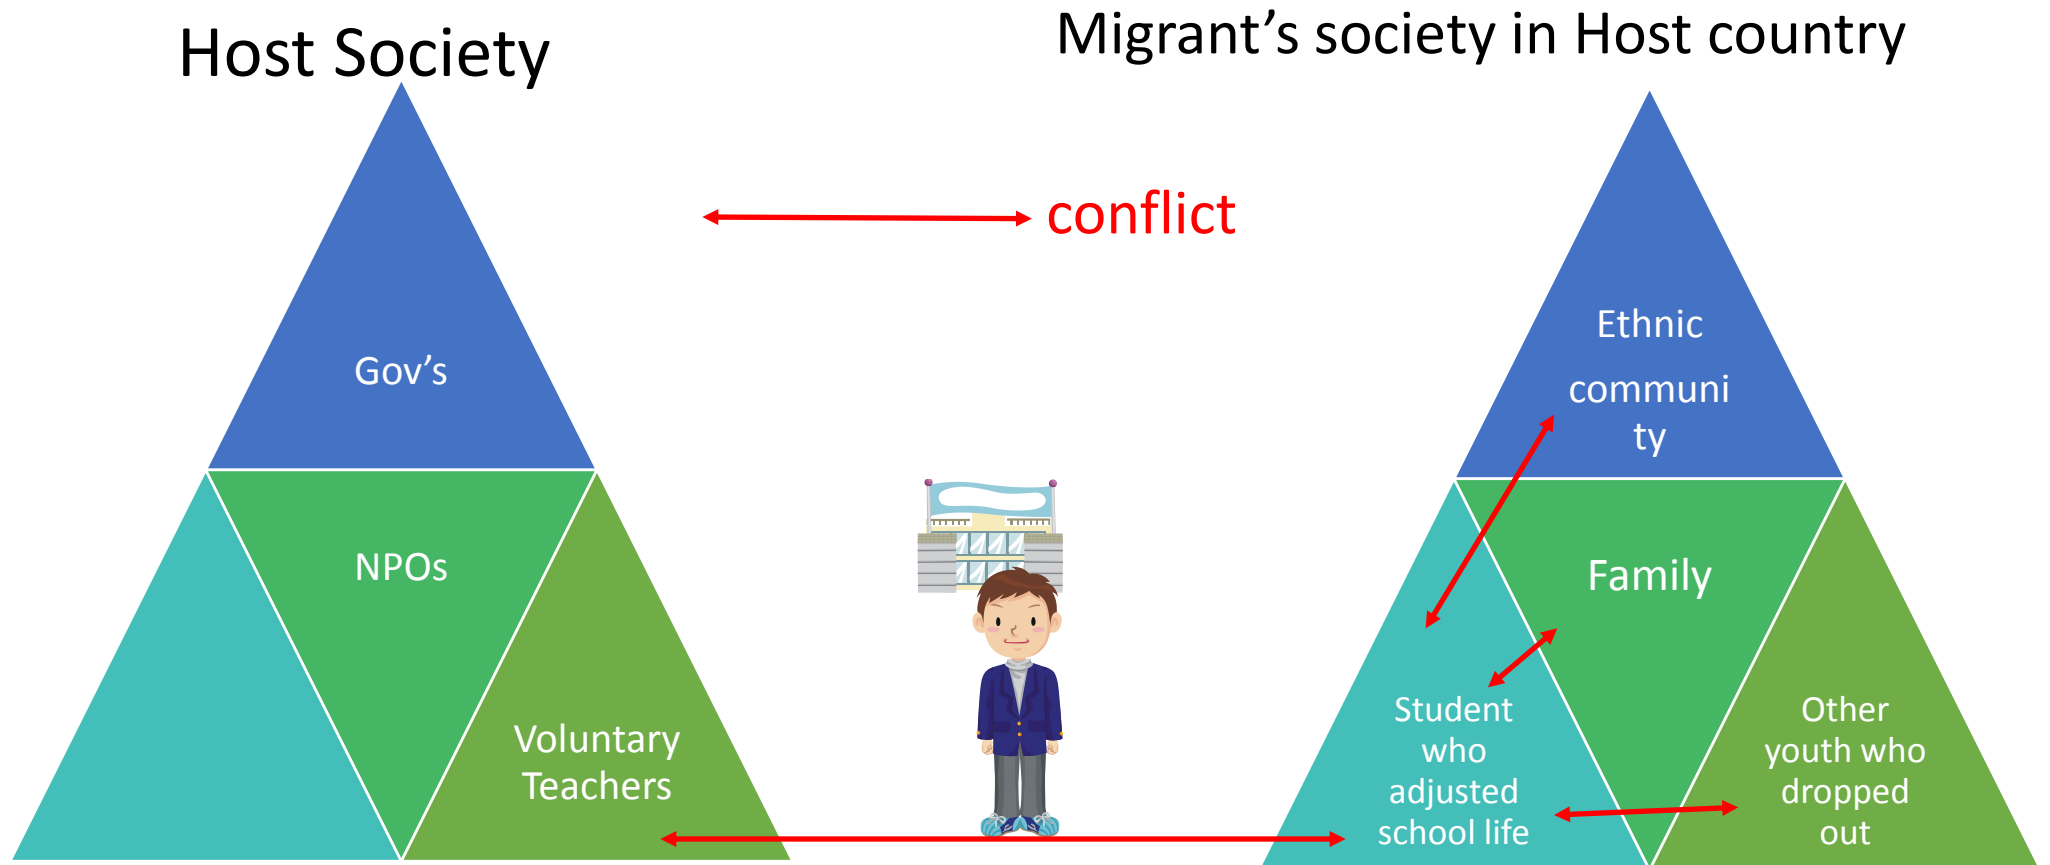 Host Society
Migrant’s society in Host country
conflict
Gov’s
NPOs
Voluntary
Teachers
Ethnic
communi
ty
Family
Student
who
adjusted
school life
Other
youth who
dropped
out